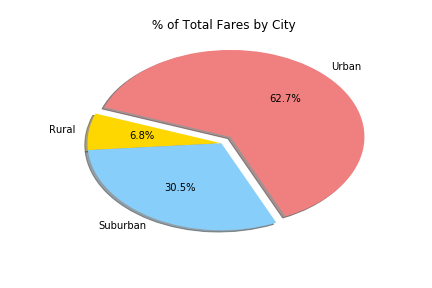 % of Total Fares by City
Urban
62.7%
Rural
6.8%
30.5%
Suburban